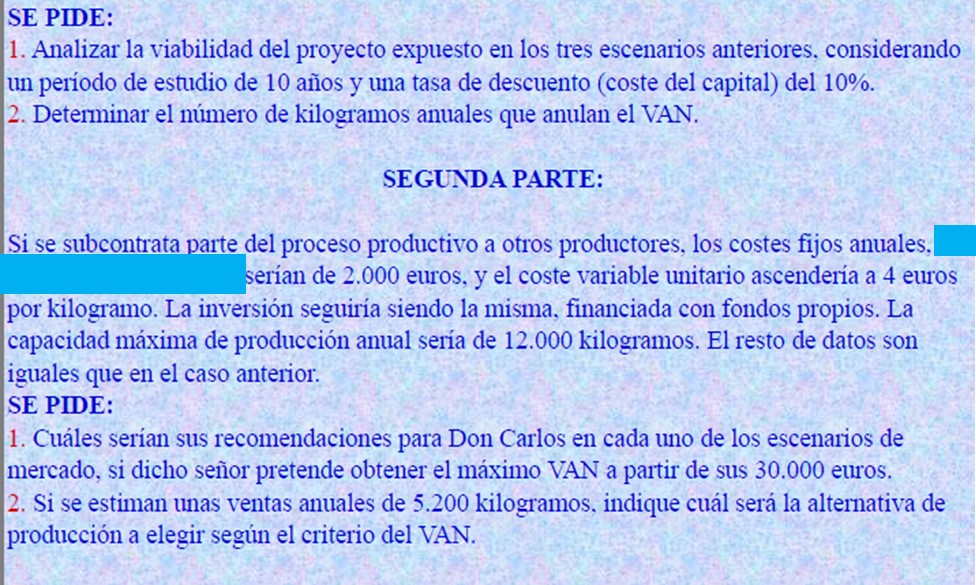 SE PIDE:
1. Analizar la viabilidad del proyecto expuesto en los tres escenarios anteriores, considerando
un período de estudio de 10 años y una tasa de descuento (coste del capital) del 10%.
2. Determinar el número de kilogramos anuales que anulan el VAN.
SEGUNDA PARTE:
Si se subcontrata parte del proceso productivo a otros productores, los costes fijos anuales,
serían de 2.000 euros, y el coste variable unitario ascendería a 4 euros
por kilogramo. La inversión seguiría siendo la misma, financiada con fondos propios. La
capacidad máxima de producción anual sería de 12.000 kilogramos. El resto de datos son
iguales que en el caso anterior.
SE PIDE:
1. Cuáles serían sus recomendaciones para Don Carlos en cada uno de los escenarios de
mercado, si dicho señor pretende obtener el máximo VAN a partir de sus 30.000 euros.
2. Si se estiman unas ventas anuales de 5.200 kilogramos, indique cuál será la alternativa de
producción a elegir según el criterio del VAN.